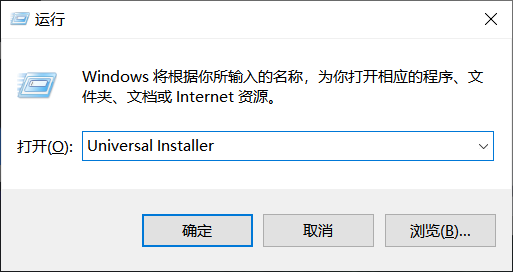 运行
Windows 将根据你所输入的名称，为你打开相应的程序、文
件夹、文档或 Internet 资源。
打开(O): Universal Installer
确定 取消 浏览(B)...